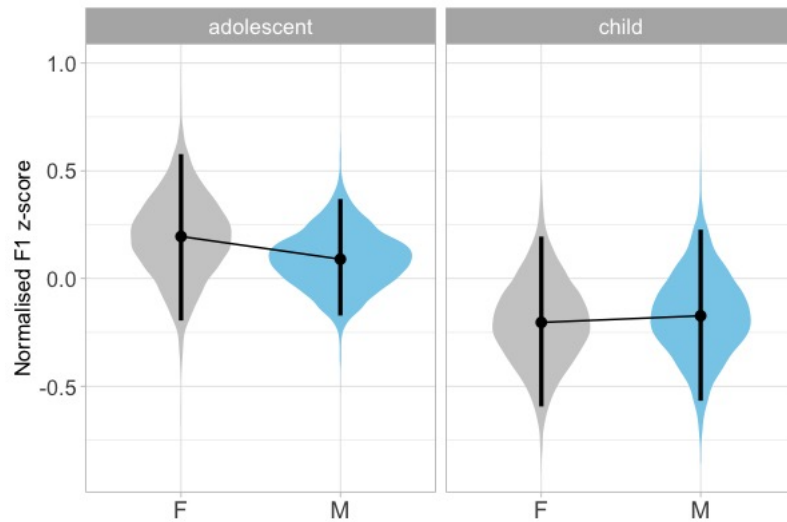 adolescent
child
Normalised F1 z-score
1.0
0.5
0.0
-0.5
F
M
F
M